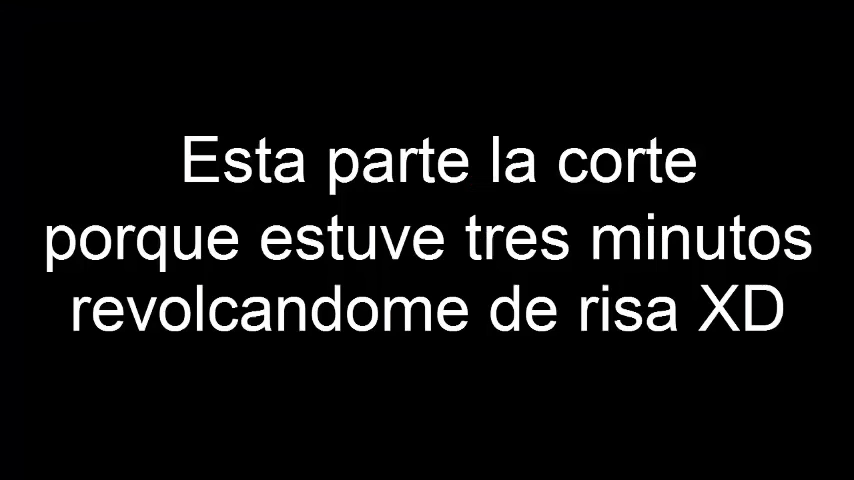 Esta parte la corte
porque estuve tres minutos
revolcandome de risa XD